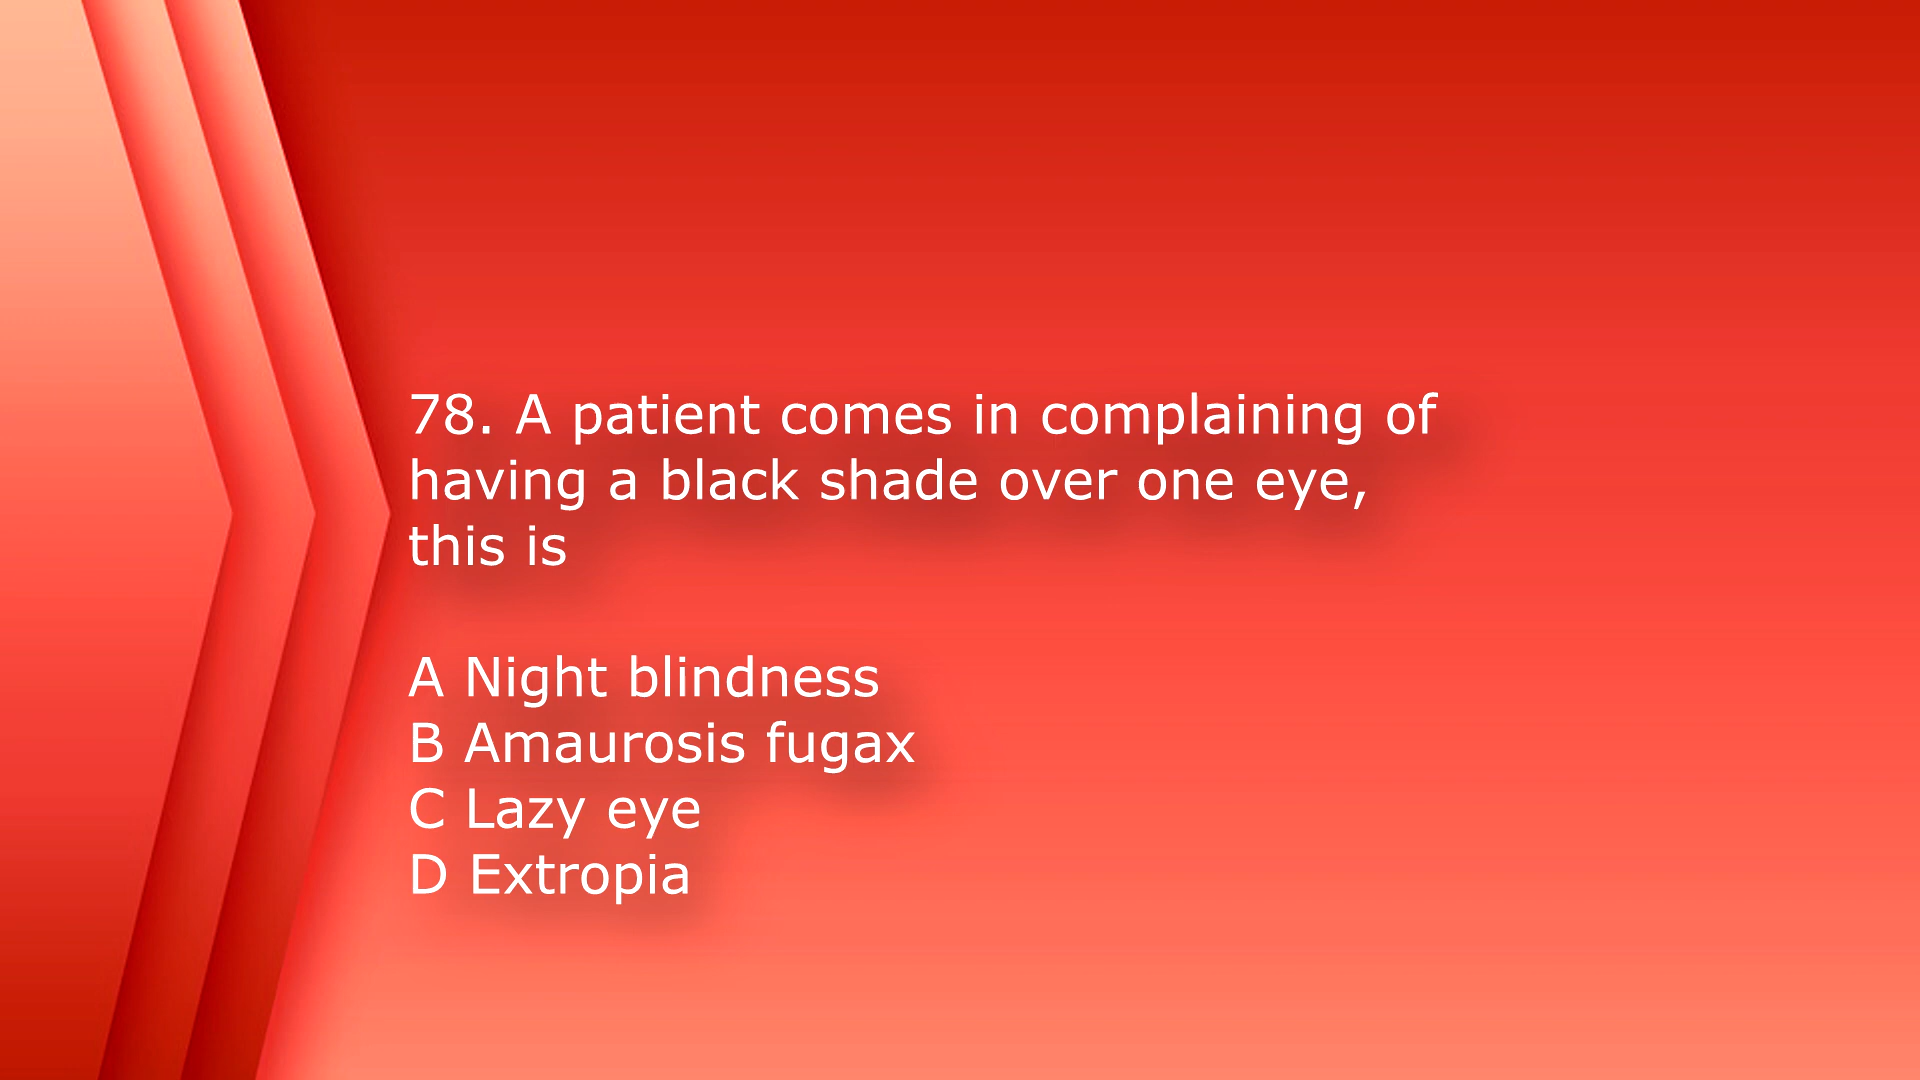 78. A patient comes in complaining of
having a black shade over one eye,
this is
A Night blindness
B Amaurosis fugax
C Lazy eye
D Extropia